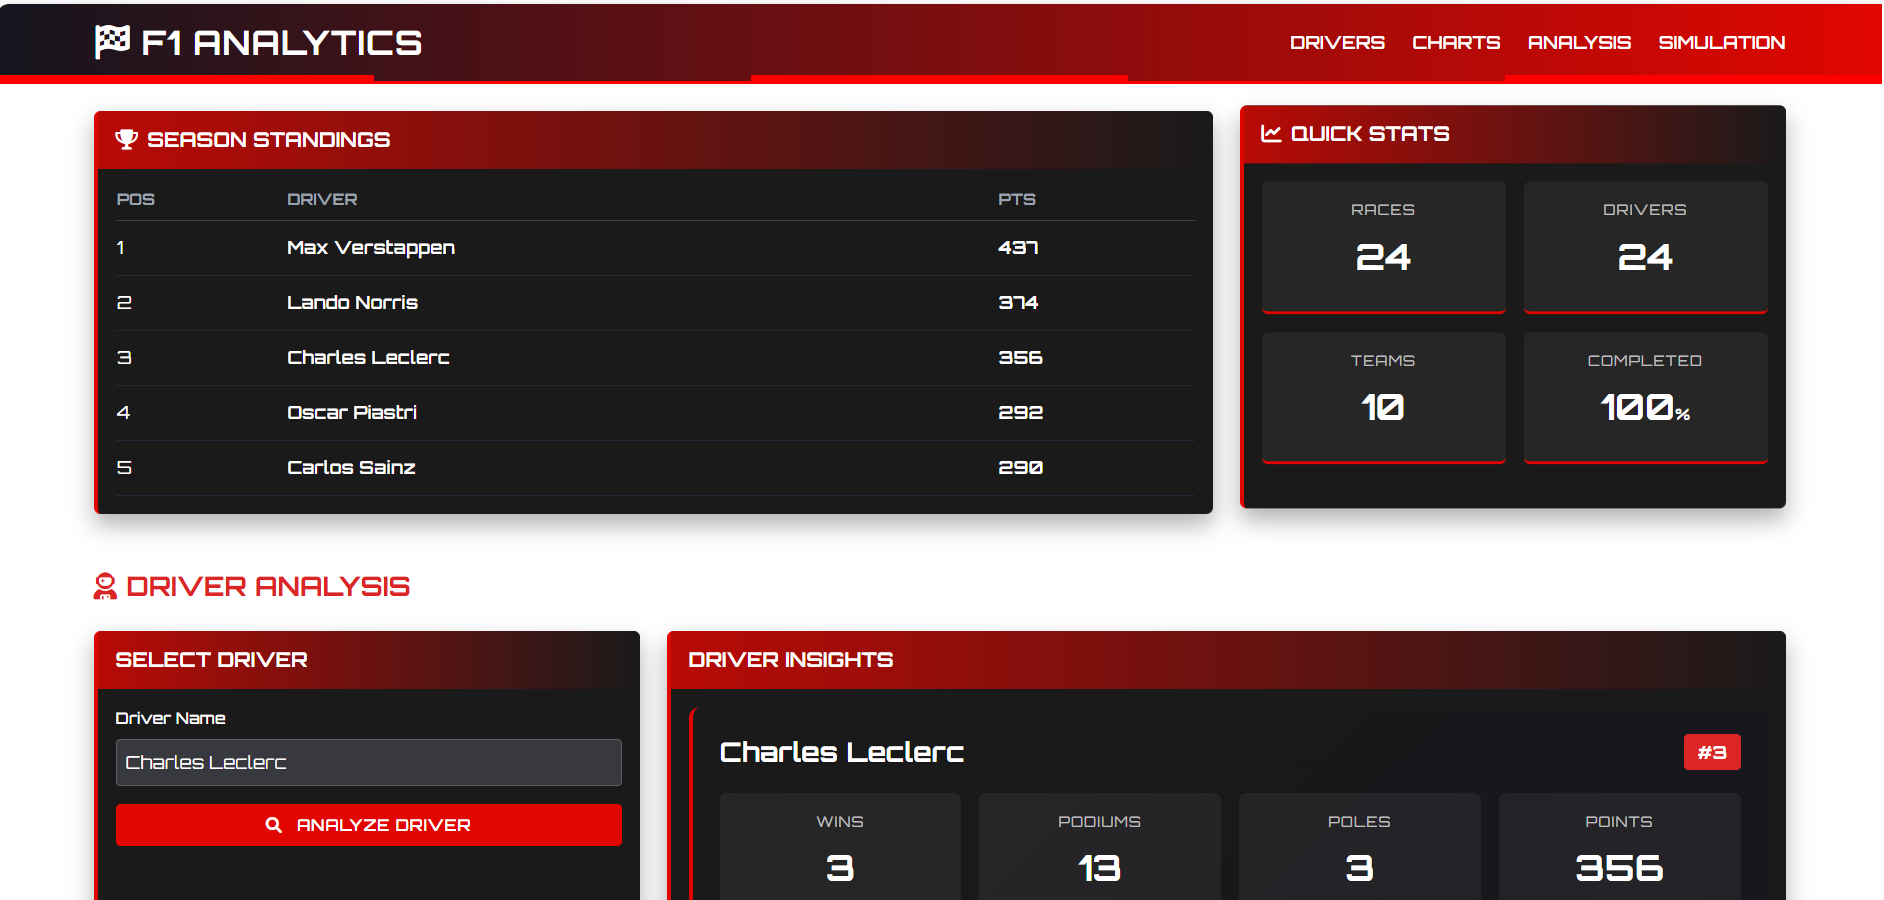 F1 ANALYTICS
DRIVERS CHARTS ANALYSIS SIMULATION
SEASON STANDINGS
POS DRIVER PTS
1 Max Verstappen 437
2 Lando Norris 374
3 Charles Leclerc 356
4 Oscar Piastri 292
5 Carlos Sainz 290
QUICK STATS
RACES
24
DRIVERS
24
TEAMS
10
COMPLETED
100%
DRIVER ANALYSIS
SELECT DRIVER
Driver Name
Charles Leclerc
ANALYZE DRIVER
DRIVER INSIGHTS
Charles Leclerc
#3
WINS
3
PODIUMS
13
POLES
3
POINTS
356